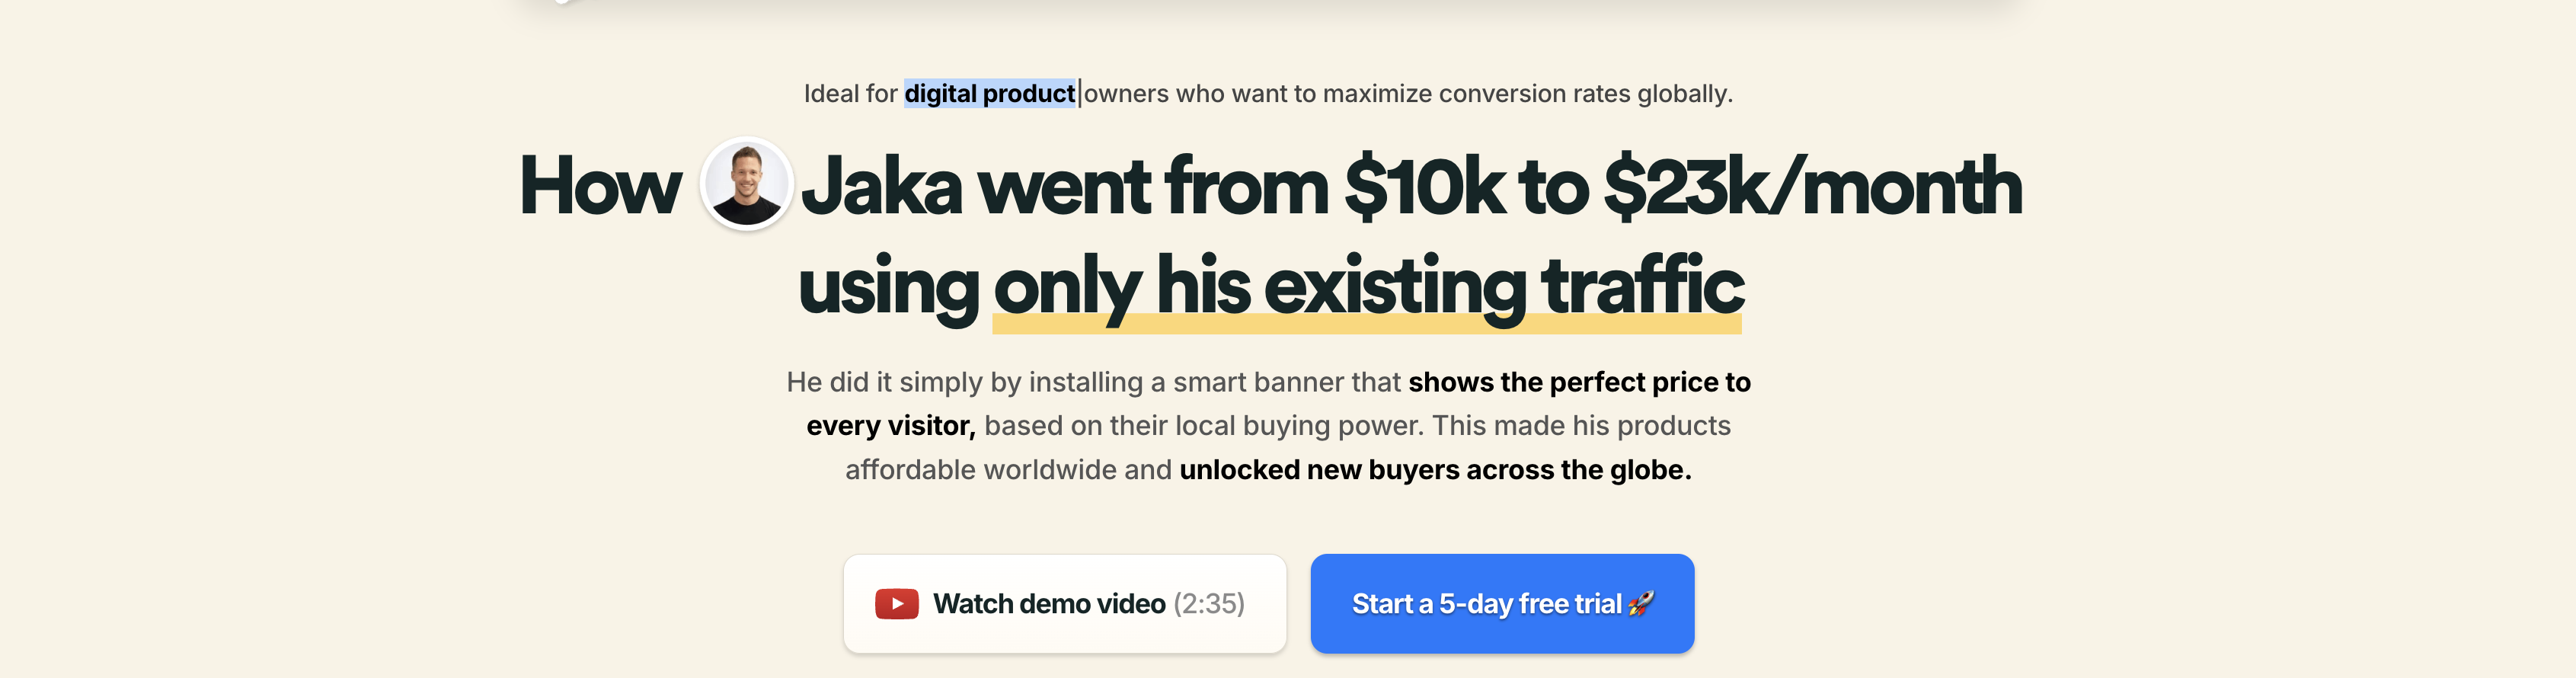 Ideal for digital product|owners who want to maximize conversion rates globally.
How Jaka went from $10k to $23k/month
using only his existing traffic
He did it simply by installing a smart banner that shows the perfect price to
every visitor, based on their local buying power. This made his products
affordable worldwide and unlocked new buyers across the globe.
Watch demo video (2:35)
Start a 5-day free trial 🚀